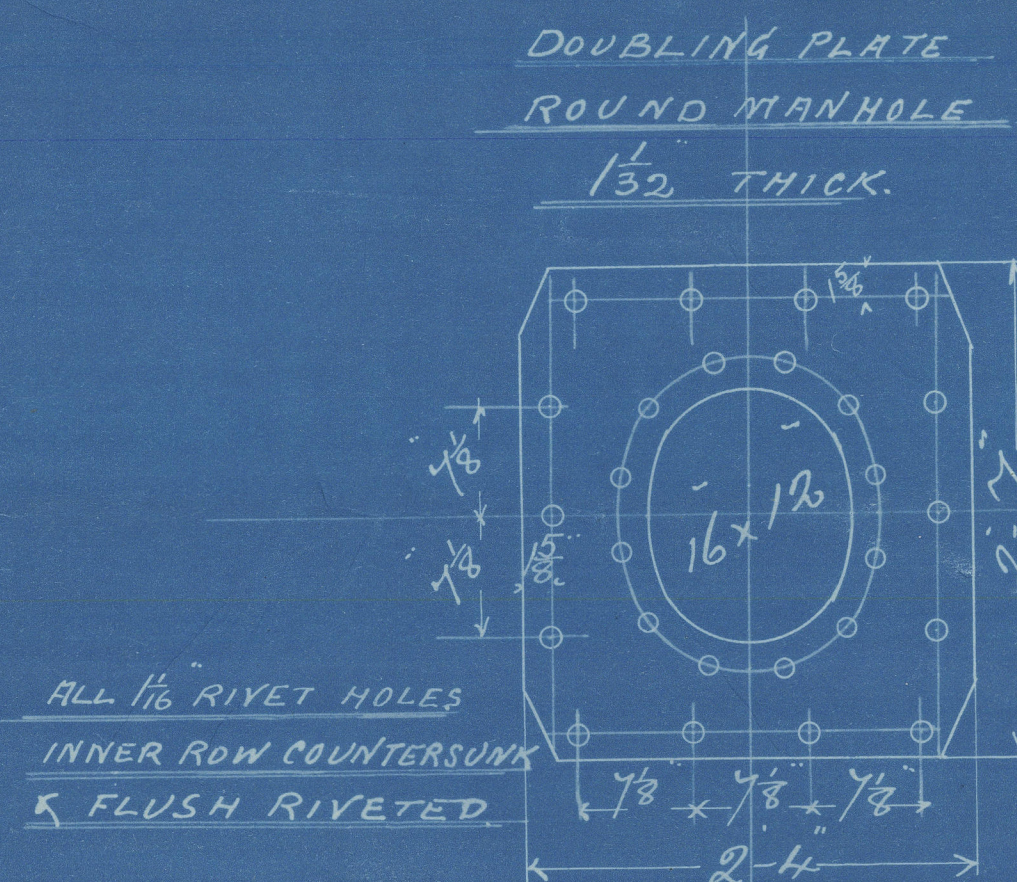 DOUBLING PLATE
ROUND MANHOLE
1 1/32" THICK.
1 5/8"
7 1/8"
16" x 12"
7 1/8"
1 5/8"
ALL 1 1/16" RIVET HOLES
INNER ROW COUNTERSUNK
& FLUSH RIVETED
7 1/8" 7 1/8" 7 1/8"
2'-4"